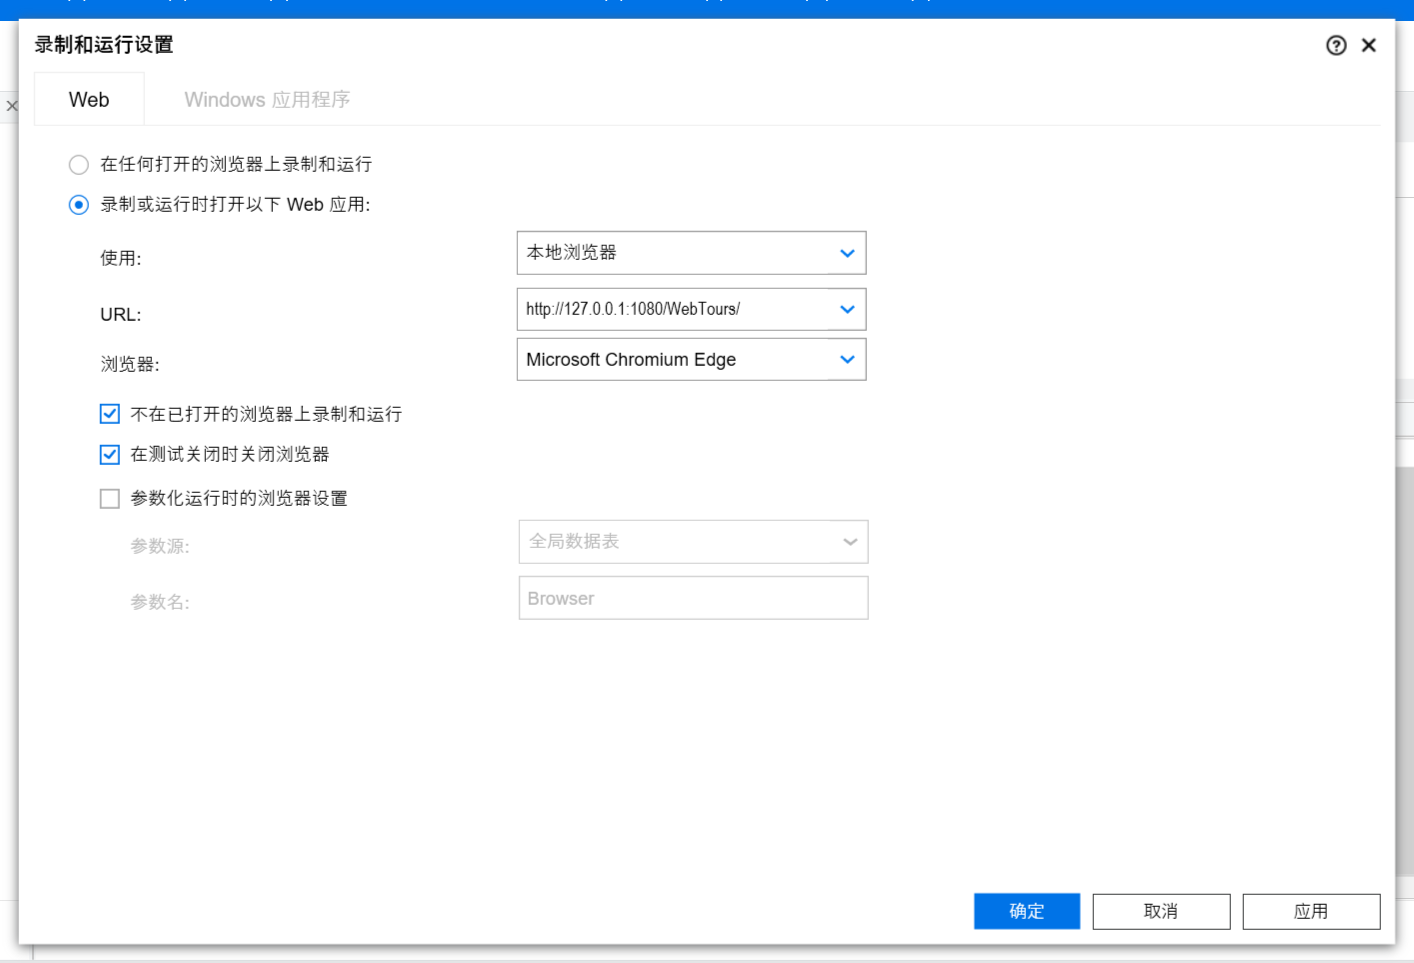 录制和运行设置
Web
Windows 应用程序
在任何打开的浏览器上录制和运行
录制或运行时打开以下 Web 应用:
使用:
本地浏览器
URL:
http://127.0.0.1:1080/WebTours/
浏览器:
Microsoft Chromium Edge
不在已打开的浏览器上录制和运行
在测试关闭时关闭浏览器
参数化运行时的浏览器设置
参数源:
全局数据表
参数名:
Browser
确定
取消
应用